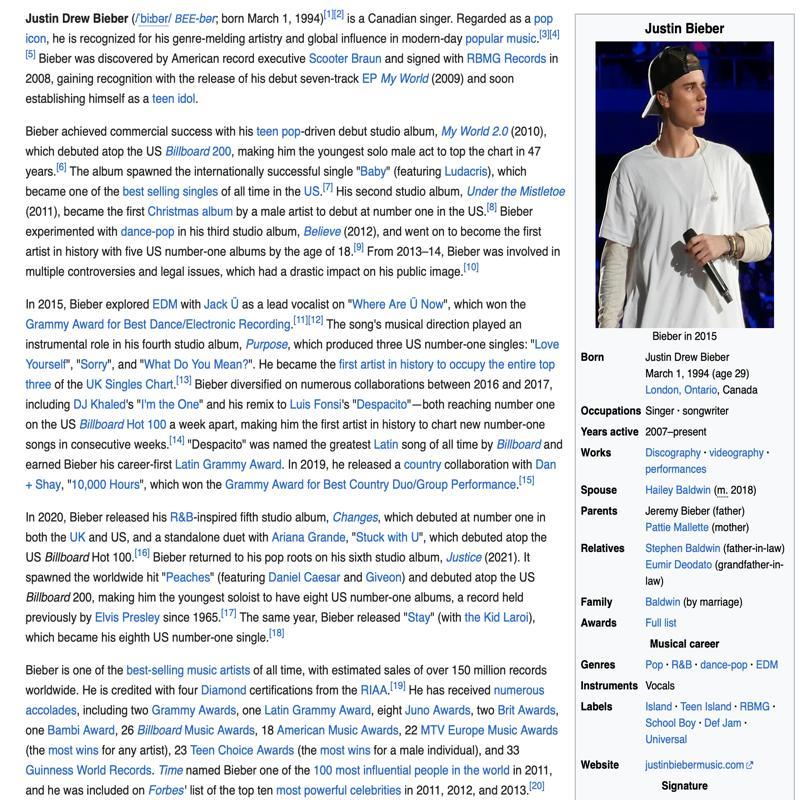 Justin Drew Bieber (/ˈbiːbər/ BEE-bər; born March 1, 1994)[1][2] is a Canadian singer. Regarded as a pop
icon, he is recognized for his genre-melding artistry and global influence in modern-day popular music.[3][4]
[5] Bieber was discovered by American record executive Scooter Braun and signed with RBMG Records in
2008, gaining recognition with the release of his debut seven-track EP My World (2009) and soon
establishing himself as a teen idol.
Bieber achieved commercial success with his teen pop-driven debut studio album, My World 2.0 (2010),
which debuted atop the US Billboard 200, making him the youngest solo male act to top the chart in 47
years.[6] The album spawned the internationally successful single "Baby" (featuring Ludacris), which
became one of the best selling singles of all time in the US.[7] His second studio album, Under the Mistletoe
(2011), became the first Christmas album by a male artist to debut at number one in the US.[8] Bieber
experimented with dance-pop in his third studio album, Believe (2012), and went on to become the first
artist in history with five US number-one albums by the age of 18.[9] From 2013–14, Bieber was involved in
multiple controversies and legal issues, which had a drastic impact on his public image.[10]
In 2015, Bieber explored EDM with Jack Ü as a lead vocalist on "Where Are Ü Now", which won the
Grammy Award for Best Dance/Electronic Recording.[11][12] The song's musical direction played an
instrumental role in his fourth studio album, Purpose, which produced three US number-one singles: "Love
Yourself", "Sorry", and "What Do You Mean?". He became the first artist in history to occupy the entire top
three of the UK Singles Chart.[13] Bieber diversified on numerous collaborations between 2016 and 2017,
including DJ Khaled's "I'm the One" and his remix to Luis Fonsi's "Despacito"—both reaching number one
on the US Billboard Hot 100 a week apart, making him the first artist in history to chart new number-one
songs in consecutive weeks.[14] "Despacito" was named the greatest Latin song of all time by Billboard and
earned Bieber his career-first Latin Grammy Award. In 2019, he released a country collaboration with Dan
+ Shay, "10,000 Hours", which won the Grammy Award for Best Country Duo/Group Performance.[15]
In 2020, Bieber released his R&B-inspired fifth studio album, Changes, which debuted at number one in
both the UK and US, and a standalone duet with Ariana Grande, "Stuck with U", which debuted atop the
US Billboard Hot 100.[16] Bieber returned to his pop roots on his sixth studio album, Justice (2021). It
spawned the worldwide hit "Peaches" (featuring Daniel Caesar and Giveon) and debuted atop the US
Billboard 200, making him the youngest soloist to have eight US number-one albums, a record held
previously by Elvis Presley since 1965.[17] The same year, Bieber released "Stay" (with the Kid Laroi),
which became his eighth US number-one single.[18]
Bieber is one of the best-selling music artists of all time, with estimated sales of over 150 million records
worldwide. He is credited with four Diamond certifications from the RIAA.[19] He has received numerous
accolades, including two Grammy Awards, one Latin Grammy Award, eight Juno Awards, two Brit Awards,
one Bambi Award, 26 Billboard Music Awards, 18 American Music Awards, 22 MTV Europe Music Awards
(the most wins for any artist), 23 Teen Choice Awards (the most wins for a male individual), and 33
Guinness World Records. Time named Bieber one of the 100 most influential people in the world in 2011,
and he was included on Forbes' list of the top ten most powerful celebrities in 2011, 2012, and 2013.[20]
Justin Bieber
Bieber in 2015
Born Justin Drew Bieber
March 1, 1994 (age 29)
London, Ontario, Canada
Occupations Singer · songwriter
Years active 2007–present
Works Discography · videography ·
performances
Spouse Hailey Baldwin (m. 2018)
Parents Jeremy Bieber (father)
Pattie Mallette (mother)
Relatives Stephen Baldwin (father-in-law)
Eumir Deodato (grandfather-in-
law)
Family Baldwin (by marriage)
Awards Full list
Musical career
Genres Pop · R&B · dance-pop · EDM
Instruments Vocals
Labels Island · Teen Island · RBMG ·
School Boy · Def Jam ·
Universal
Website justinbiebermusic.com
Signature